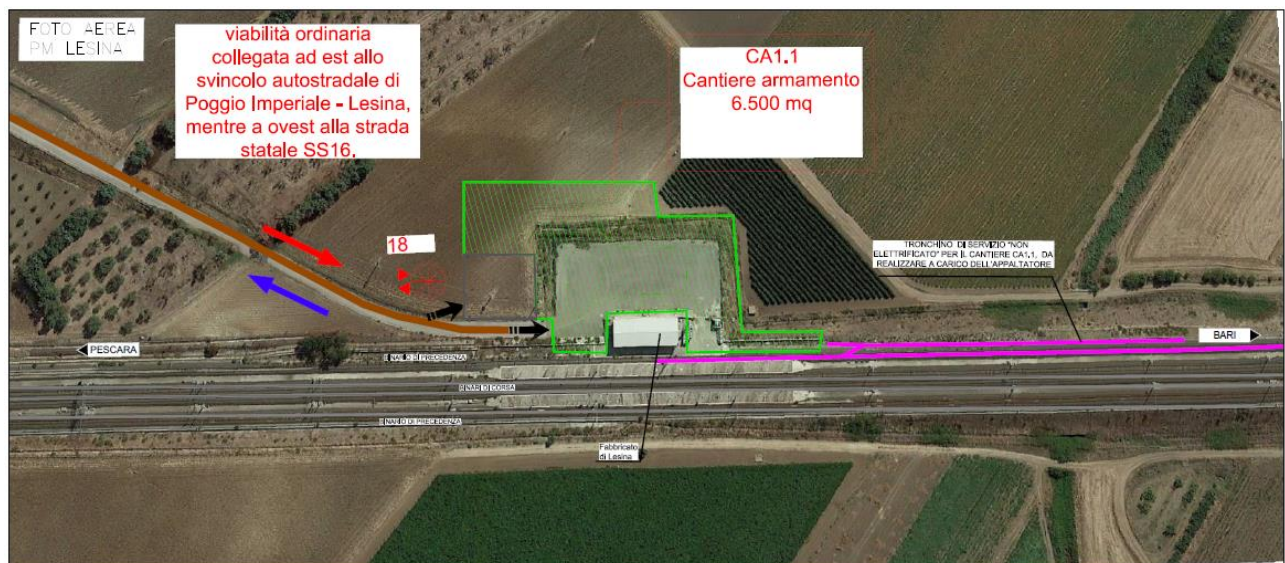 Fabbricato
FOTO AEREA
PM LESINA
viabilità ordinaria
collegata ad est allo
svincolo autostradale di
Poggio Imperiale - Lesina,
mentre a ovest alla strada
statale SS16.
CA1.1
Cantiere armamento
6.500 mq
18
TRONCHINO DI SERVIZIO "NON
ELETTRIFICATO" PER IL CANTIERE CA1.1, DA
REALIZZARE A CARICO DELL'APPALTATORE
PESCARA
BINARIO DI PRECEDENZA
BARI
BINARI DI CORSA
BINARIO DI PRECEDENZA
Fabbricato
di Lesina